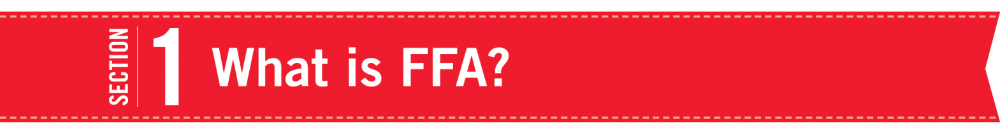 SECTION 1 What is FFA?